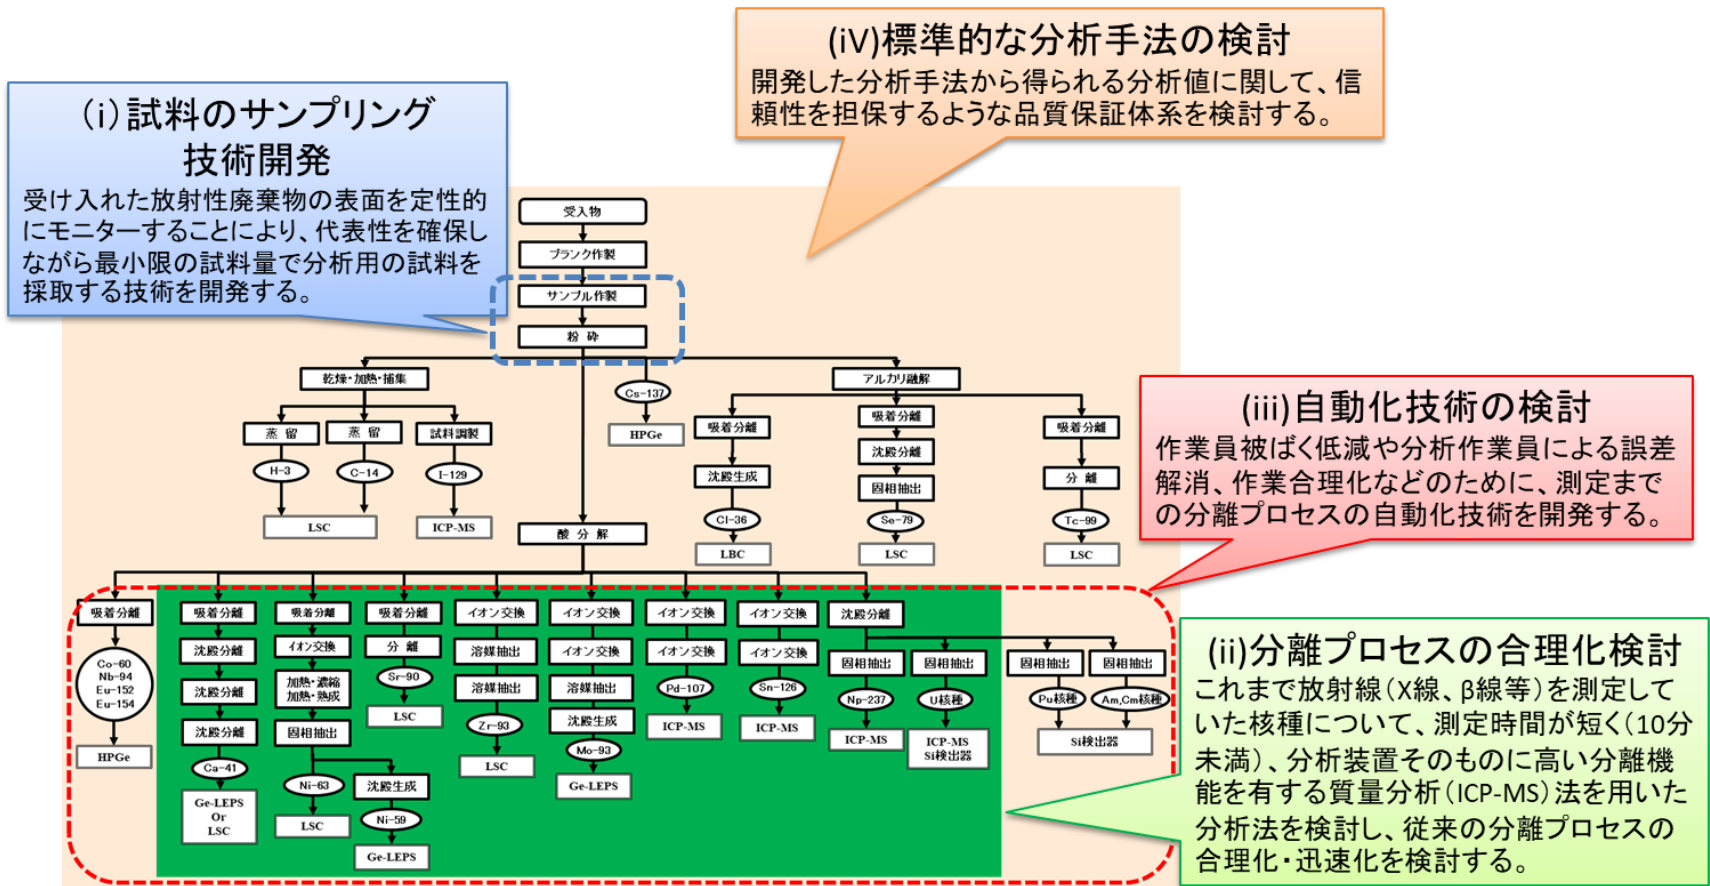 (iV)標準的な分析手法の検討
開発した分析手法から得られる分析値に関して、信
頼性を担保するような品質保証体系を検討する。
(i)試料のサンプリング
技術開発
受け入れた放射性廃棄物の表面を定性的
にモニターすることにより、代表性を確保し
ながら最小限の試料量で分析用の試料を
採取する技術を開発する。
受入物
ブランク作製
サンプル作製
粉 砕
乾燥・加熱・捕集
Cs-137
HPGe
アルカリ融解
蒸 留
蒸 留
試料調製
H-3
C-14
I-129
LSC
ICP-MS
吸着分離
沈殿生成
Cl-36
LBC
吸着分離
沈殿分離
固相抽出
Se-79
LSC
吸着分離
分 離
Tc-99
LSC
酸 分 解
(iii)自動化技術の検討
作業員被ばく低減や分析作業員による誤差
解消、作業合理化などのために、測定まで
の分離プロセスの自動化技術を開発する。
吸着分離
Co-60
Nb-94
Eu-152
Eu-154
HPGe
吸着分離
沈殿分離
沈殿分離
沈殿分離
Ca-41
Ge-LEPS
Or
LSC
吸着分離
イオン交換
加熱・濃縮
加熱・熟成
固相抽出
Ni-63
LSC
沈殿生成
Ni-59
Ge-LEPS
吸着分離
分 離
Sr-90
LSC
イオン交換
溶媒抽出
溶媒抽出
Zr-93
LSC
イオン交換
イオン交換
溶媒抽出
沈殿生成
Mo-93
Ge-LEPS
イオン交換
イオン交換
Pd-107
ICP-MS
イオン交換
イオン交換
Sn-126
ICP-MS
沈殿分離
固相抽出
Np-237
ICP-MS
固相抽出
U核種
ICP-MS
Si検出器
固相抽出
固相抽出
Pu核種
Am,Cm核種
Si検出器
(ii)分離プロセスの合理化検討
これまで放射線(X線、β線等)を測定して
いた核種について、測定時間が短く(10分
未満)、分析装置そのものに高い分離機
能を有する質量分析(ICP-MS)法を用いた
分析法を検討し、従来の分離プロセスの
合理化・迅速化を検討する。